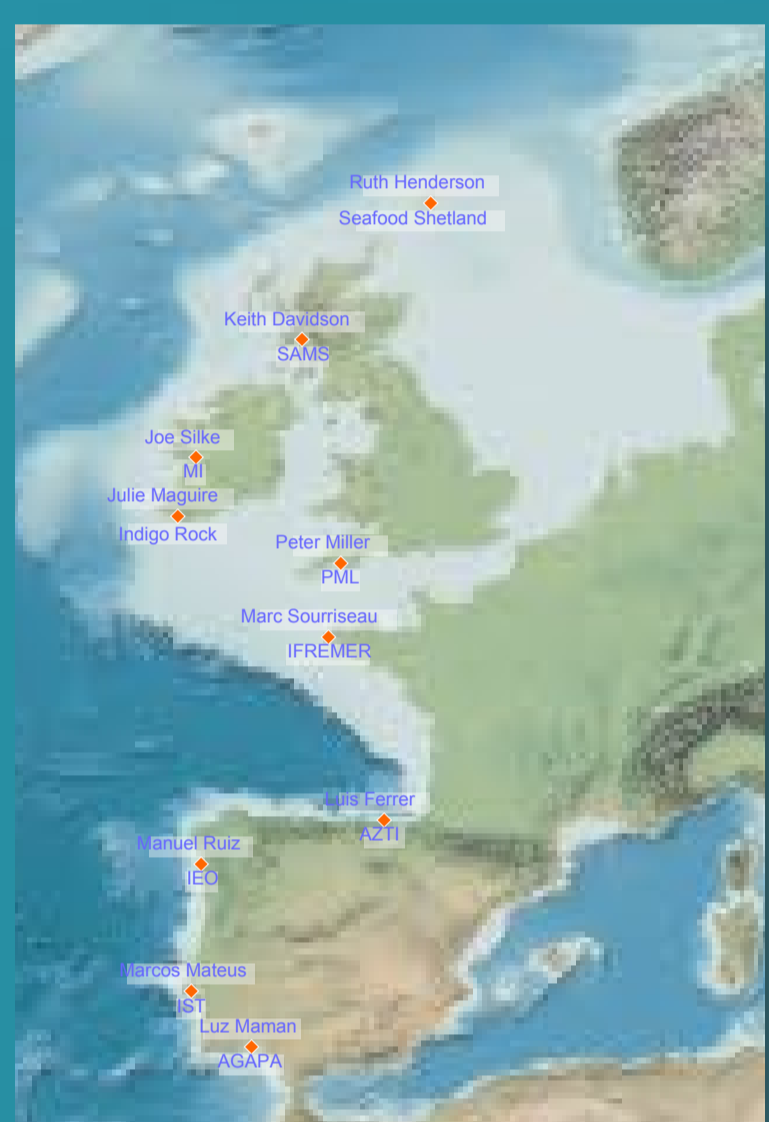 Ruth Henderson
Seafood Shetland
Keith Davidson
SAMS
Joe Silke
MI
Julie Maguire
Indigo Rock
Peter Miller
PML
Marc Sourriseau
IFREMER
Luis Ferrer
AZTI
Manuel Ruiz
IEO
Marcos Mateus
IST
Luz Maman
AGAPA